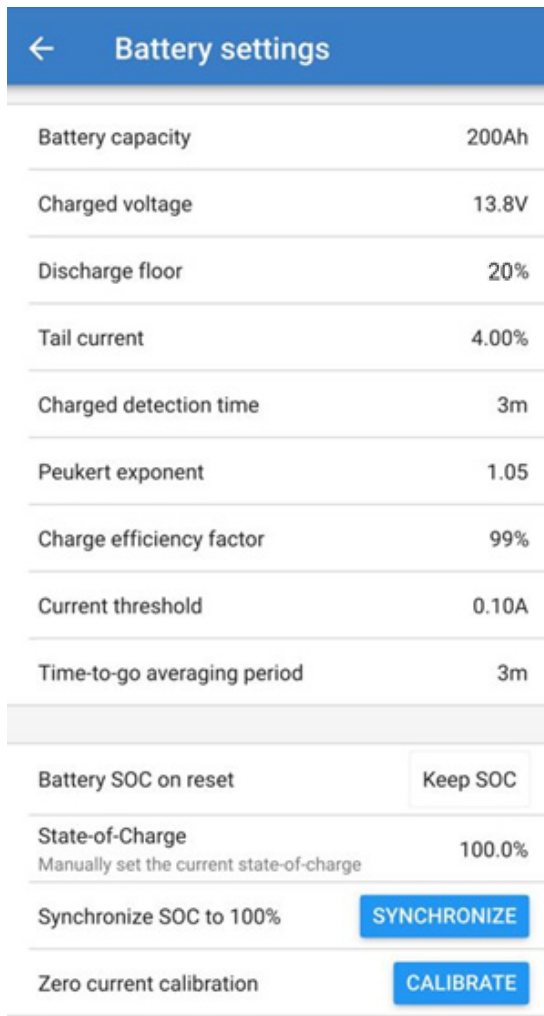 Battery settings
Battery capacity 200Ah
Charged voltage 13.8V
Discharge floor 20%
Tail current 4.00%
Charged detection time 3m
Peukert exponent 1.05
Charge efficiency factor 99%
Current threshold 0.10A
Time-to-go averaging period 3m
Battery SOC on reset Keep SOC
State-of-Charge 100.0%
Manually set the current state-of-charge
Synchronize SOC to 100% SYNCHRONIZE
Zero current calibration CALIBRATE